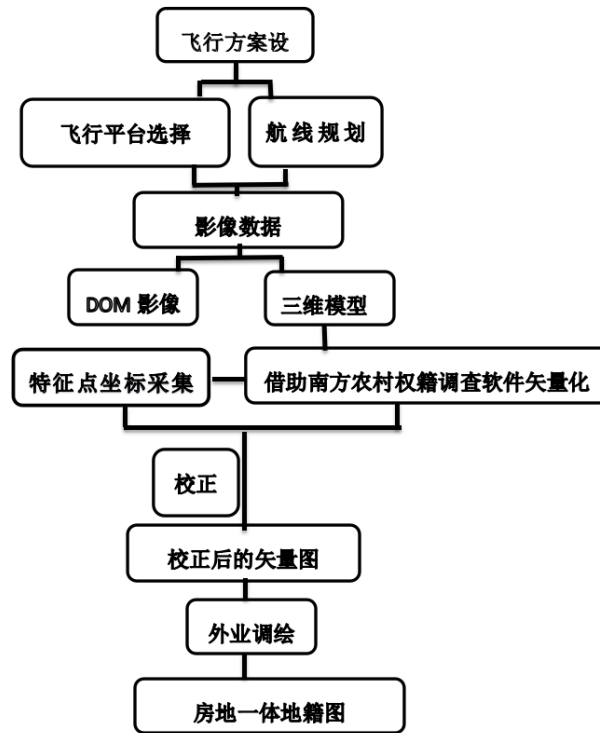 飞行方案设
飞行平台选择
航线规划
影像数据
DOM 影像
三维模型
特征点坐标采集
借助南方农村权籍调查软件矢量化
校正
校正后的矢量图
外业调绘
房地一体地籍图